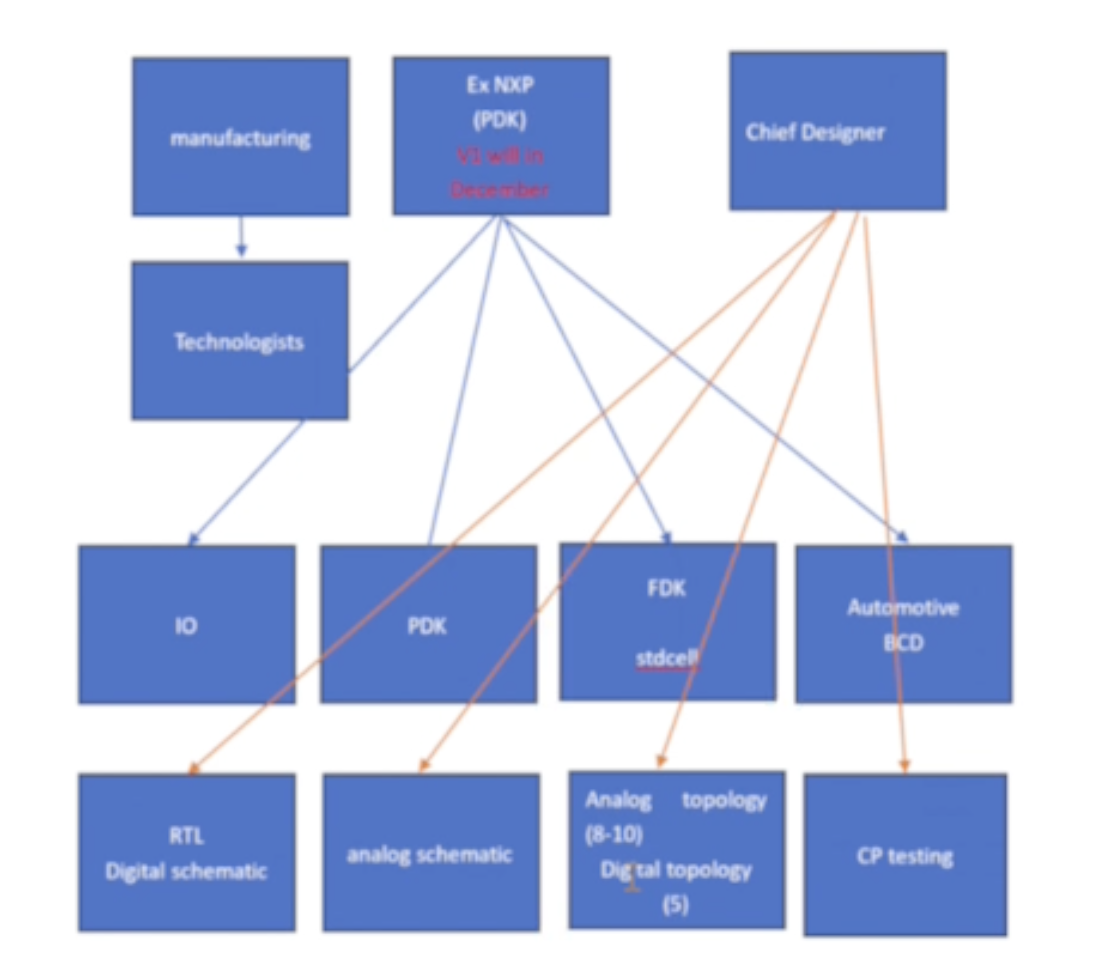 manufacturing
Ex NXP
(PDK)
V1 will in
December
Chief Designer
Technologists
IO
PDK
FDK
stdcell
Automotive
BCD
RTL
Digital schematic
analog schematic
Analog topology
(8-10)
Digital topology
(5)
CP testing